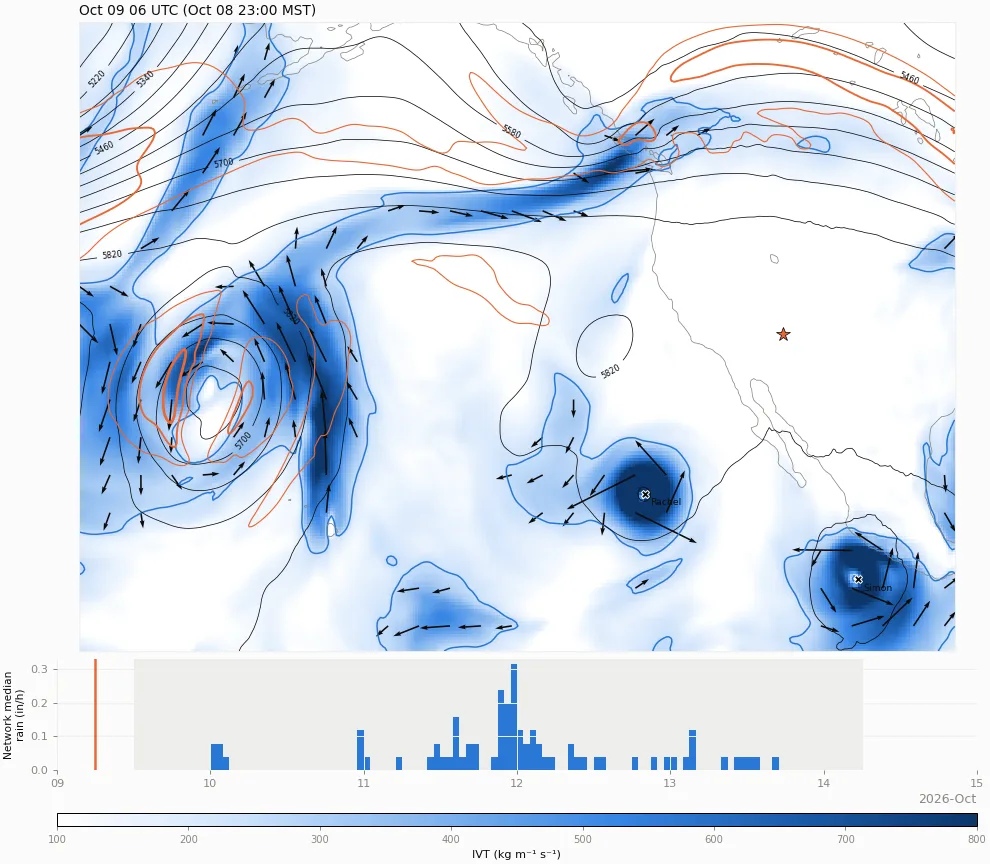 Oct 09 06 UTC (Oct 08 23:00 MST)
5220
5340
5460
5460
5580
5700
5820
5820
5700
Rachel
Simon
Network median
rain (in/h)
0.3
0.2
0.1
0.0
09 10 11 12 13 14 15
2026-Oct
100 200 300 400 500 600 700 800
IVT (kg m⁻¹ s⁻¹)